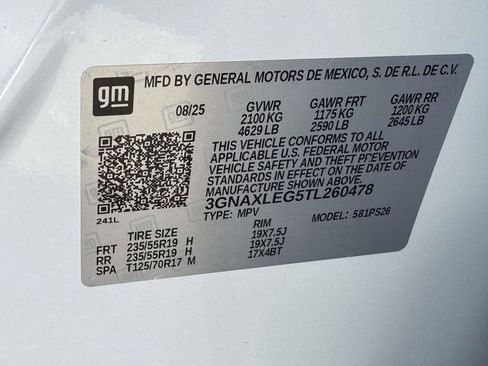 gm
MFD BY GENERAL MOTORS DE MEXICO, S. DE R.L. DE C.V.
08/25 GVWR GAWR FRT GAWR RR
2100 KG 1175 KG 1200 KG
4629 LB 2590 LB 2645 LB
THIS VEHICLE CONFORMS TO ALL
APPLICABLE U.S. FEDERAL MOTOR
VEHICLE SAFETY AND THEFT PREVENTION
STANDARDS IN EFFECT ON THE DATE OF
MANUFACTURE SHOWN ABOVE.
3GNAXLEG5TL260478
241L TYPE: MPV MODEL: 581PS26
TIRE SIZE RIM
FRT 235/55R19 H 19X7.5J
RR 235/55R19 H 19X7.5J
SPA T125/70R17 M 17X4BT